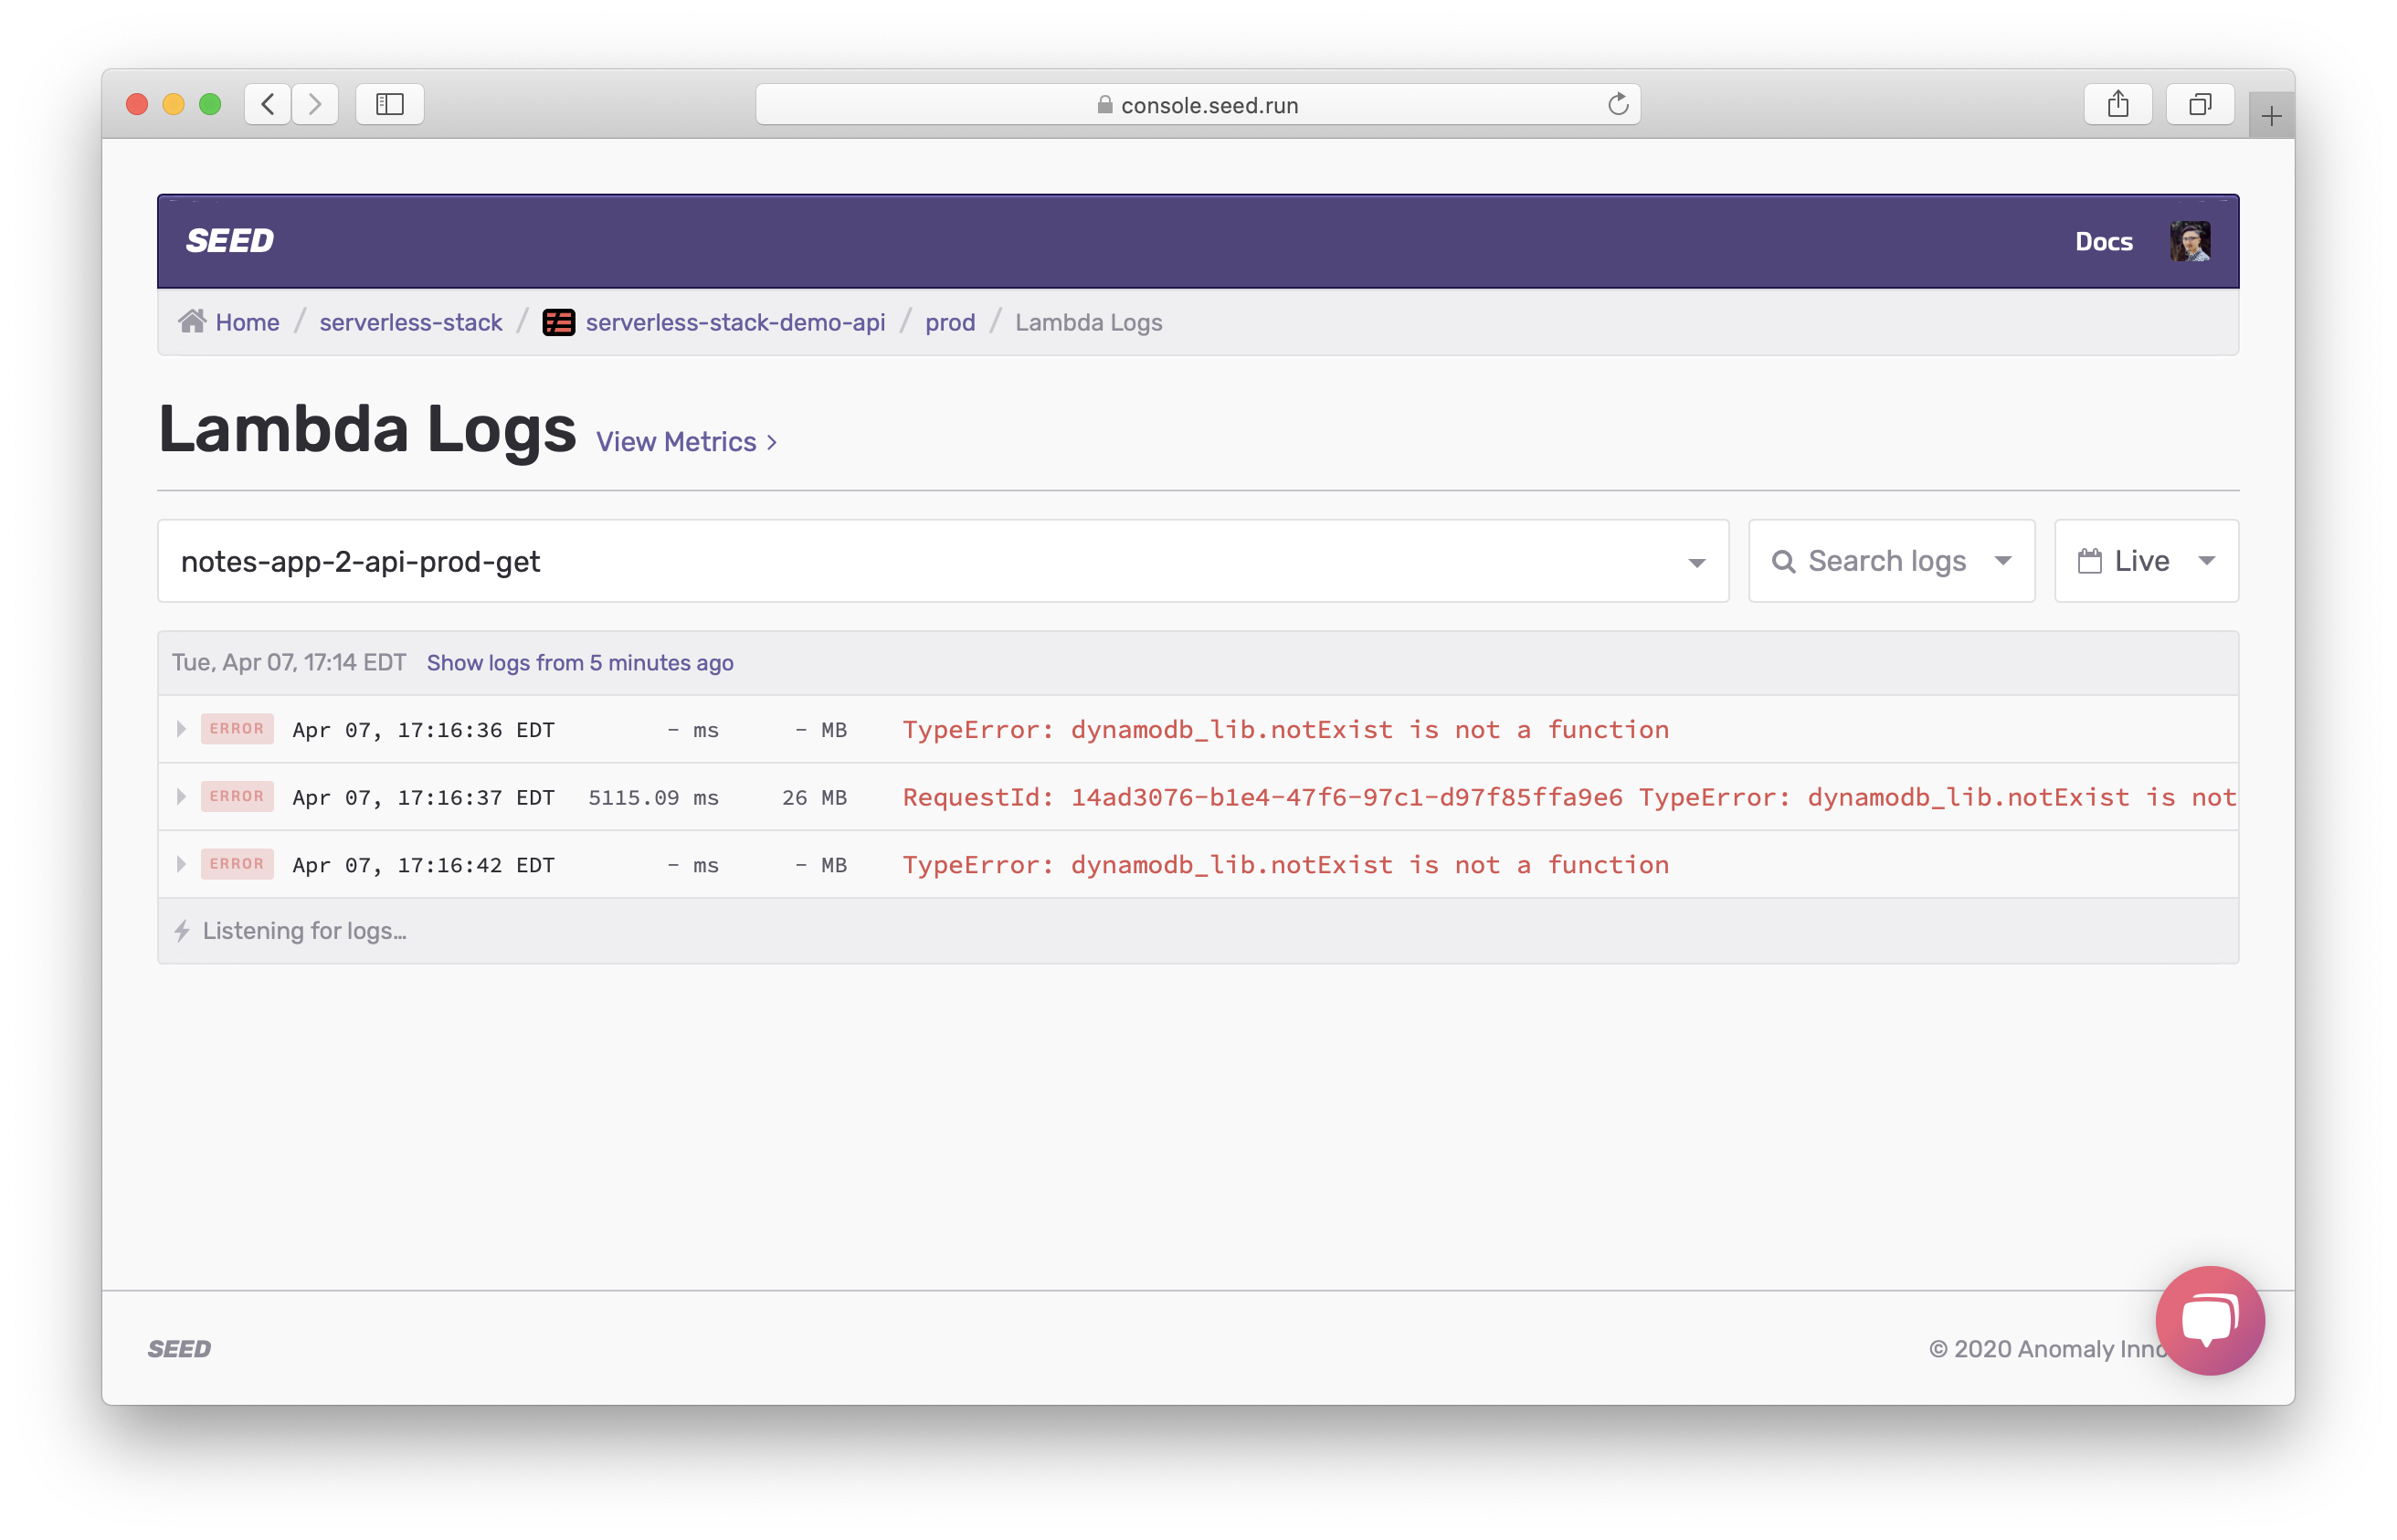 console.seed.run
SEED
Docs
Home / serverless-stack / serverless-stack-demo-api / prod / Lambda Logs
Lambda Logs View Metrics >
notes-app-2-api-prod-get Search logs Live
Tue, Apr 07, 17:14 EDT Show logs from 5 minutes ago
ERROR Apr 07, 17:16:36 EDT - ms - MB TypeError: dynamodb_lib.notExist is not a function
ERROR Apr 07, 17:16:37 EDT 5115.09 ms 26 MB RequestId: 14ad3076-b1e4-47f6-97c1-d97f85ffa9e6 TypeError: dynamodb_lib.notExist is not
ERROR Apr 07, 17:16:42 EDT - ms - MB TypeError: dynamodb_lib.notExist is not a function
Listening for logs...
SEED
© 2020 Anomaly